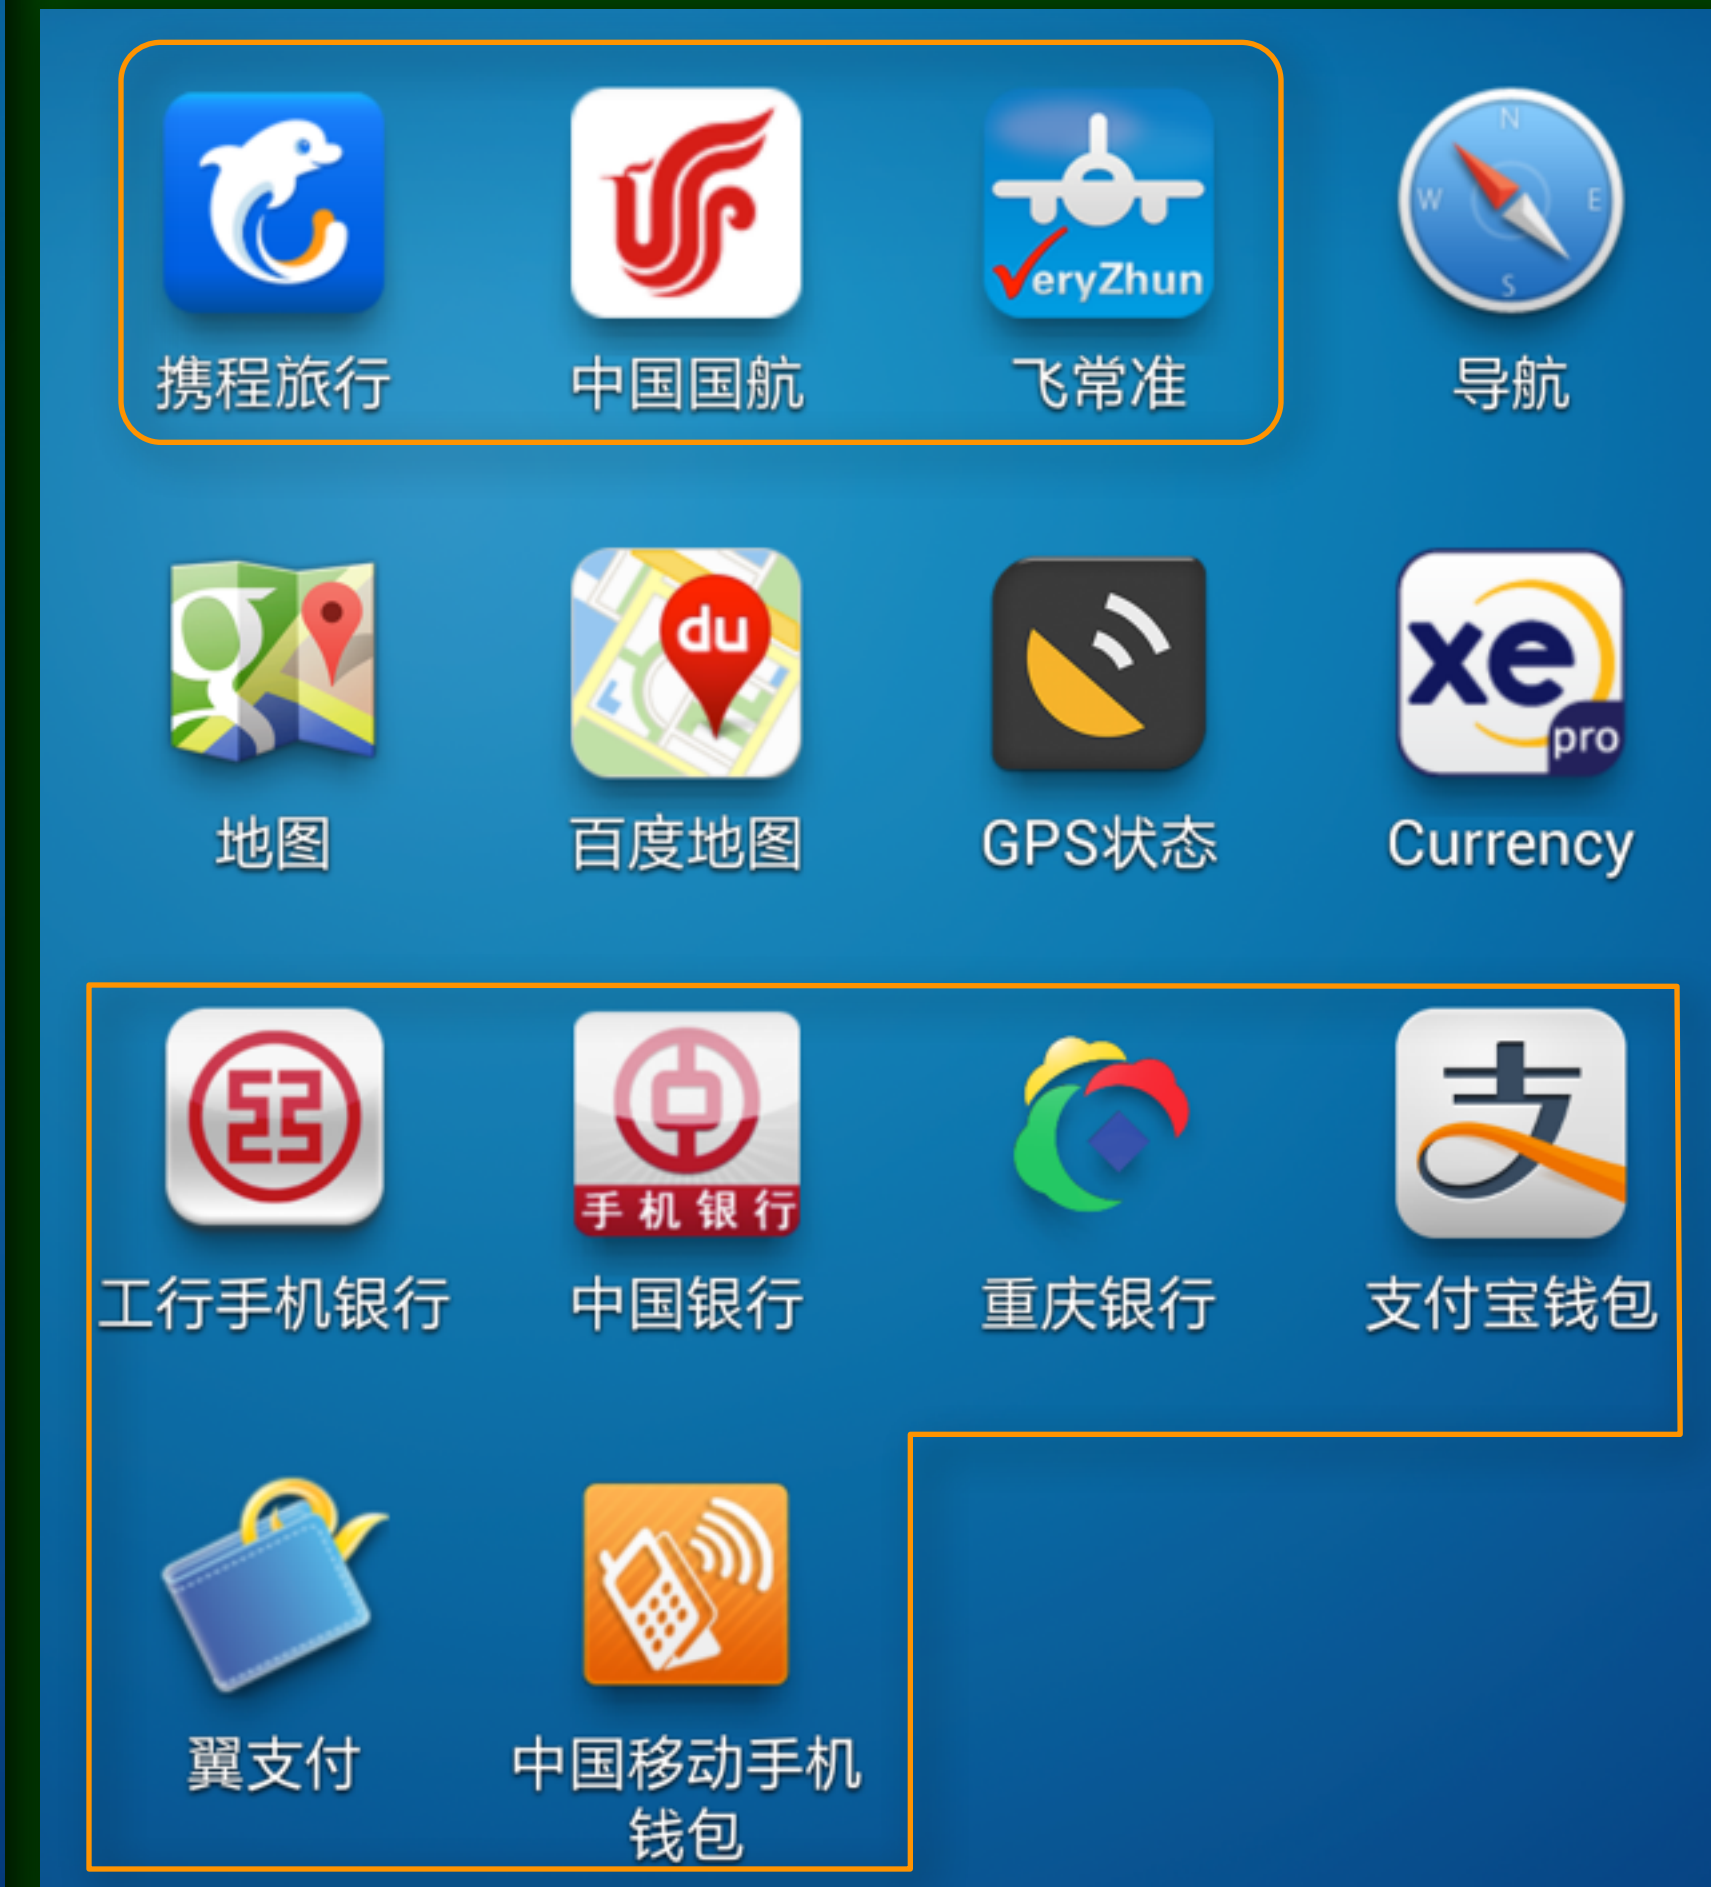 N
W
E
S
VeryZhun
携程旅行
中国国航
飞常准
导航
g
du
xe
pro
地图
百度地图
GPS状态
Currency
手机银行
支
工行手机银行
中国银行
重庆银行
支付宝钱包
翼支付
中国移动手机
钱包